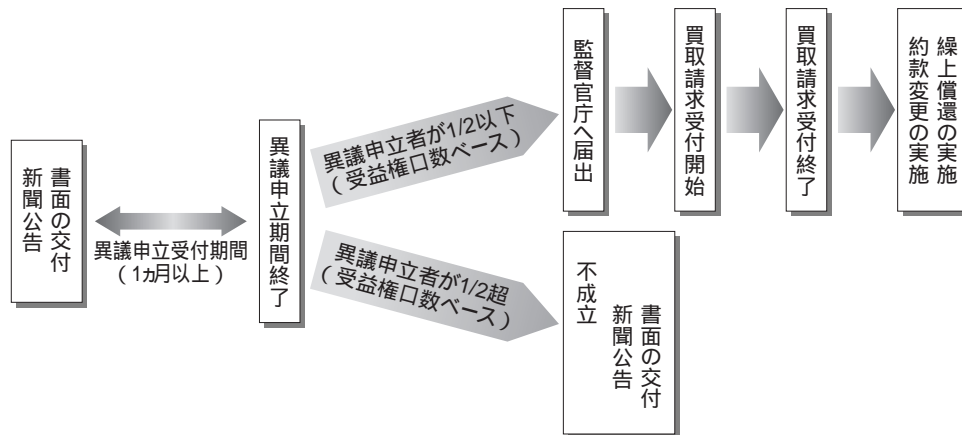 書面の交付
新聞公告
異議申立受付期間
（1ヵ月以上）
異議申立期間終了
異議申立者が1/2以下
（受益権口数ベース）
監督官庁へ届出
買取請求受付開始
買取請求受付終了
繰上償還の実施
約款変更の実施
異議申立者が1/2超
（受益権口数ベース）
不成立
書面の交付
新聞公告